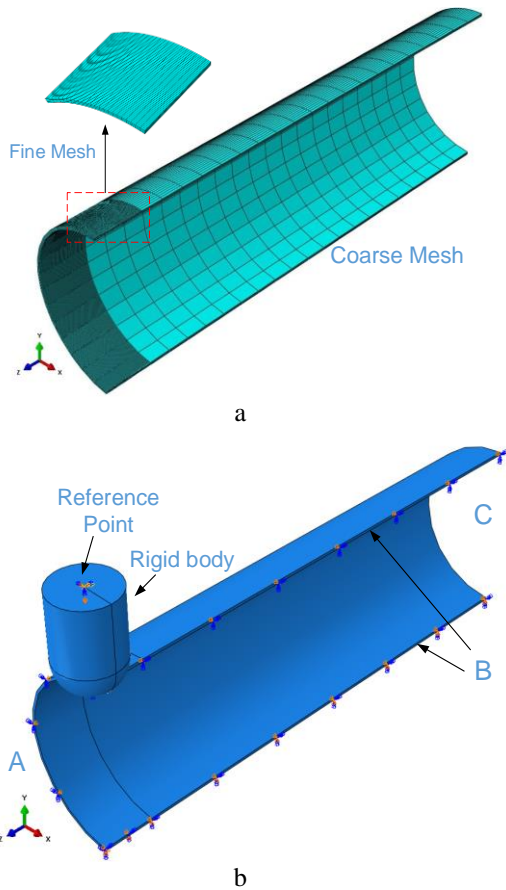 Fine Mesh
Coarse Mesh
Y
Z
X
a
Reference
Point
Rigid body
C
B
A
Y
Z
X
b